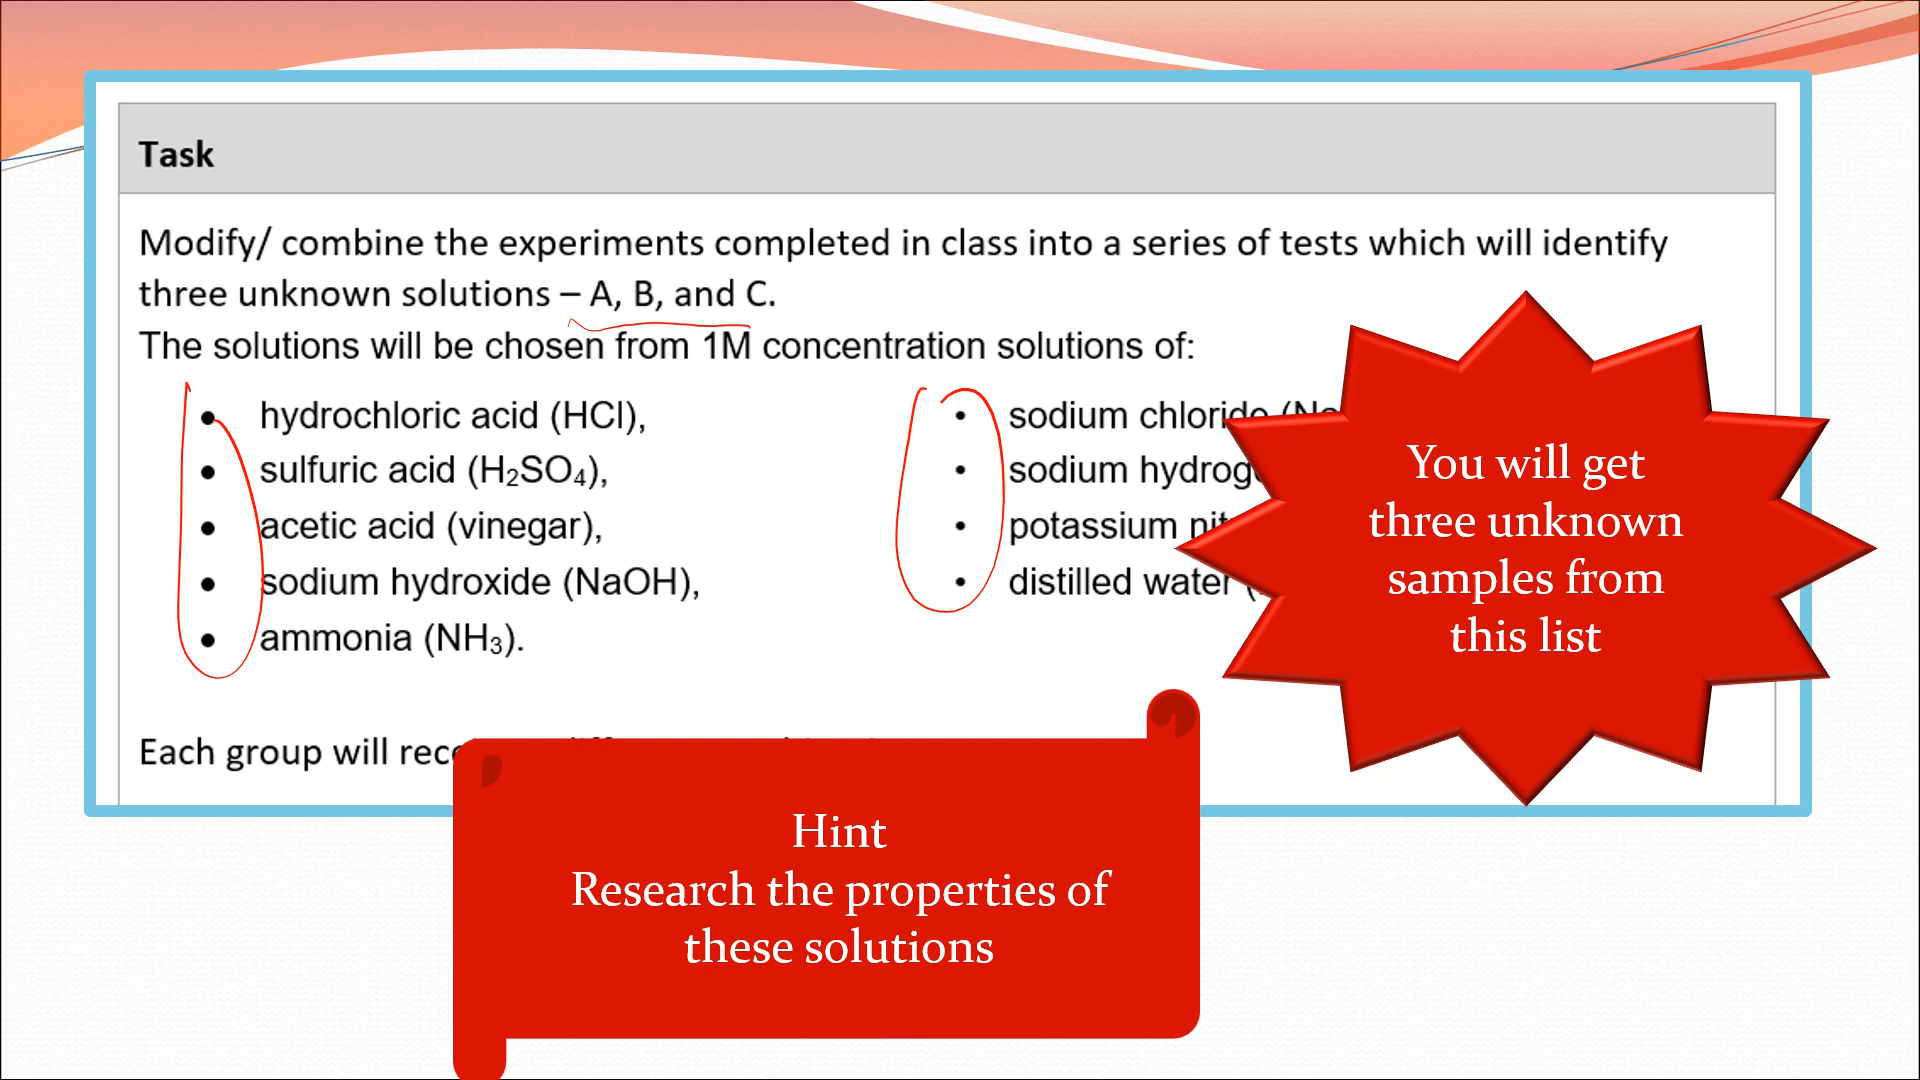 Task
Modify/ combine the experiments completed in class into a series of tests which will identify
three unknown solutions – A, B, and C.
The solutions will be chosen from 1M concentration solutions of:
• hydrochloric acid (HCl),
• sulfuric acid (H₂SO₄),
• acetic acid (vinegar),
• sodium hydroxide (NaOH),
• ammonia (NH₃).
• sodium
• sodium
• potassium
• distilled water
You will get
three unknown
samples from
this list
Each group will
Hint
Research the properties of
these solutions